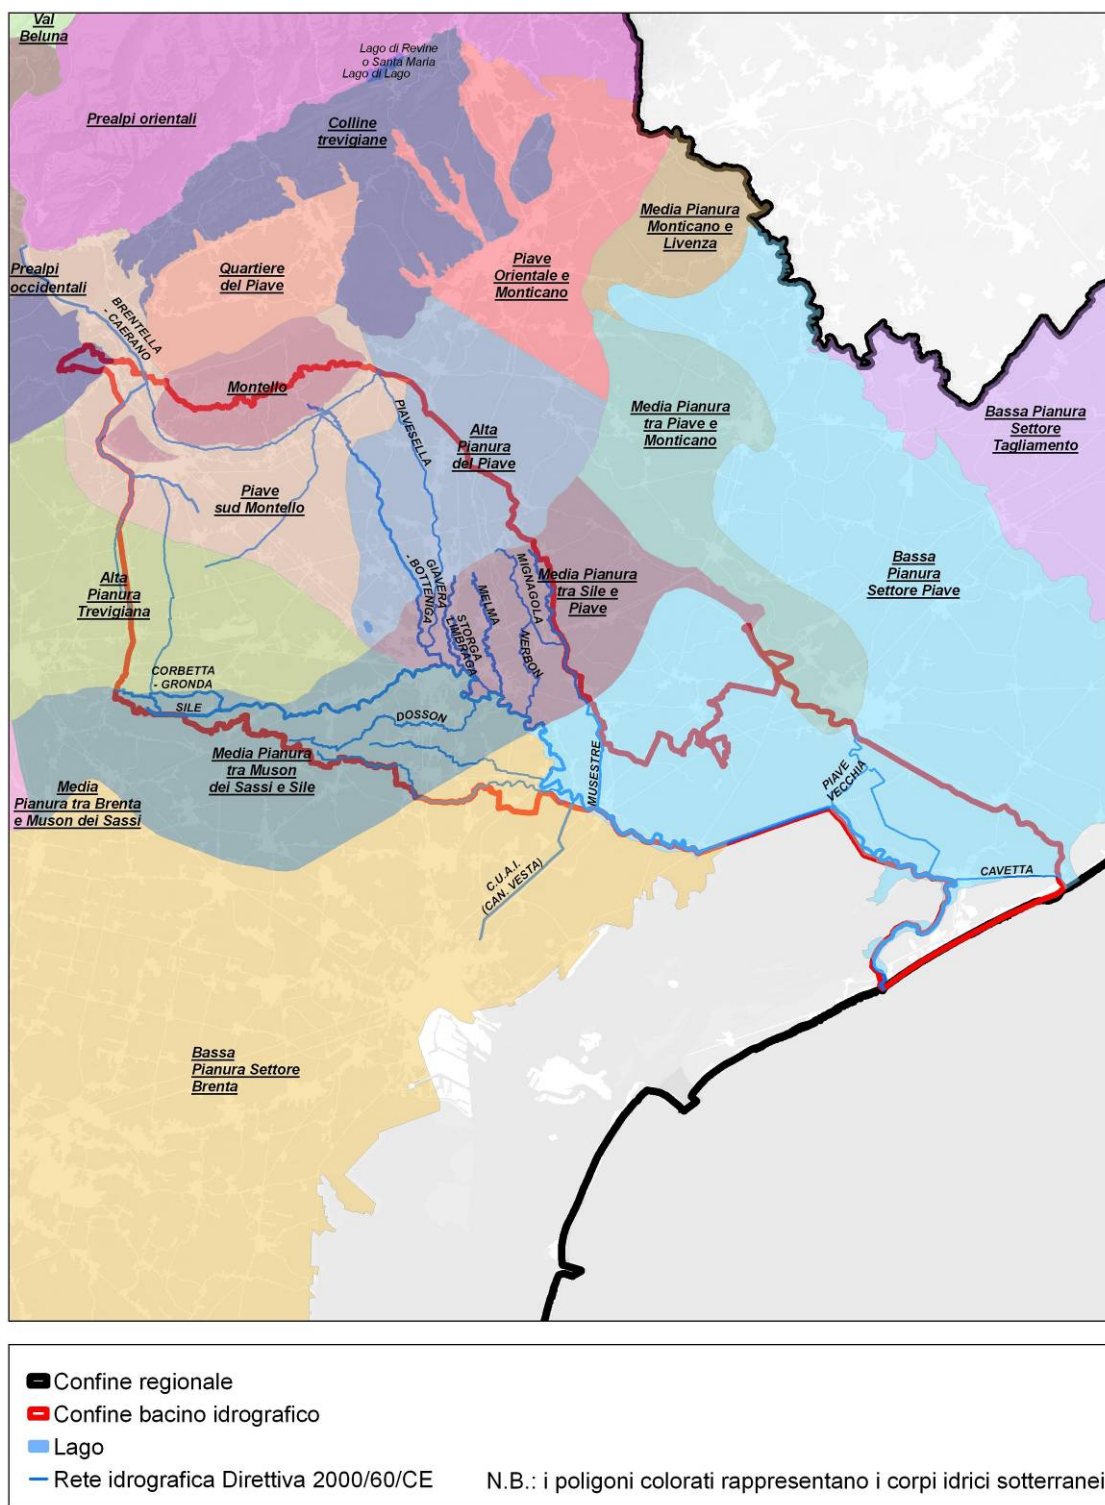 Val
Beluna
Lago di Revine
o Santa Maria
Lago di Lago
Prealpi orientali
Colline
trevigiane
Media Pianura
Monticano e
Livenza
Prealpi
occidentali
Quartiere
del Piave
Piave
Orientale e
Monticano
BRENTELLA
- CAERANO
Montello
PIAVESELLA
Alta
Pianura
del Piave
Media Pianura
tra Piave e
Monticano
Bassa Pianura
Settore
Tagliamento
Piave
sud Montello
Alta
Pianura
Trevigiana
GIAVERA
- BOTTENIGA
STORGA
LIMBRAGA
MELMA
NERBON
MIGNAGOLA
Media Pianura
tra Sile e
Piave
Bassa
Pianura
Settore Piave
CORBETTA
- GRONDA
SILE
DOSSON
Media Pianura
tra Muson
dei Sassi e Sile
Media
Pianura tra Brenta
e Muson dei Sassi
MUSESTRE
PIAVE
VECCHIA
CAVETTA
C.U.A.I.
(CAN. VESTA)
Bassa
Pianura Settore
Brenta
Confine regionale
Confine bacino idrografico
Lago
Rete idrografica Direttiva 2000/60/CE
N.B.: i poligoni colorati rappresentano i corpi idrici sotterranei